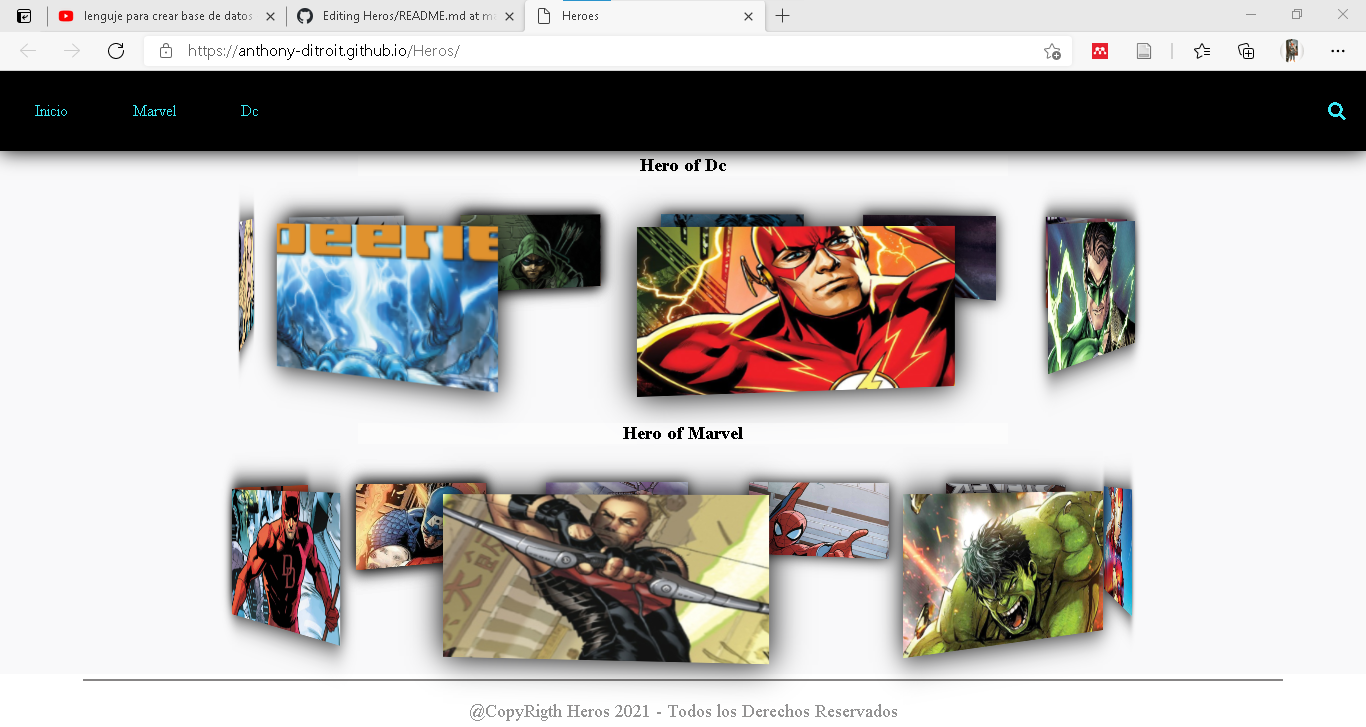 lenguje para crear base de datos
Editing Heros/README.md at m
Heroes
https://anthony-ditroit.github.io/Heros/
Inicio
Marvel
Dc
Hero of Dc
Hero of Marvel
DD
@CopyRigth Heros 2021 - Todos los Derechos Reservados